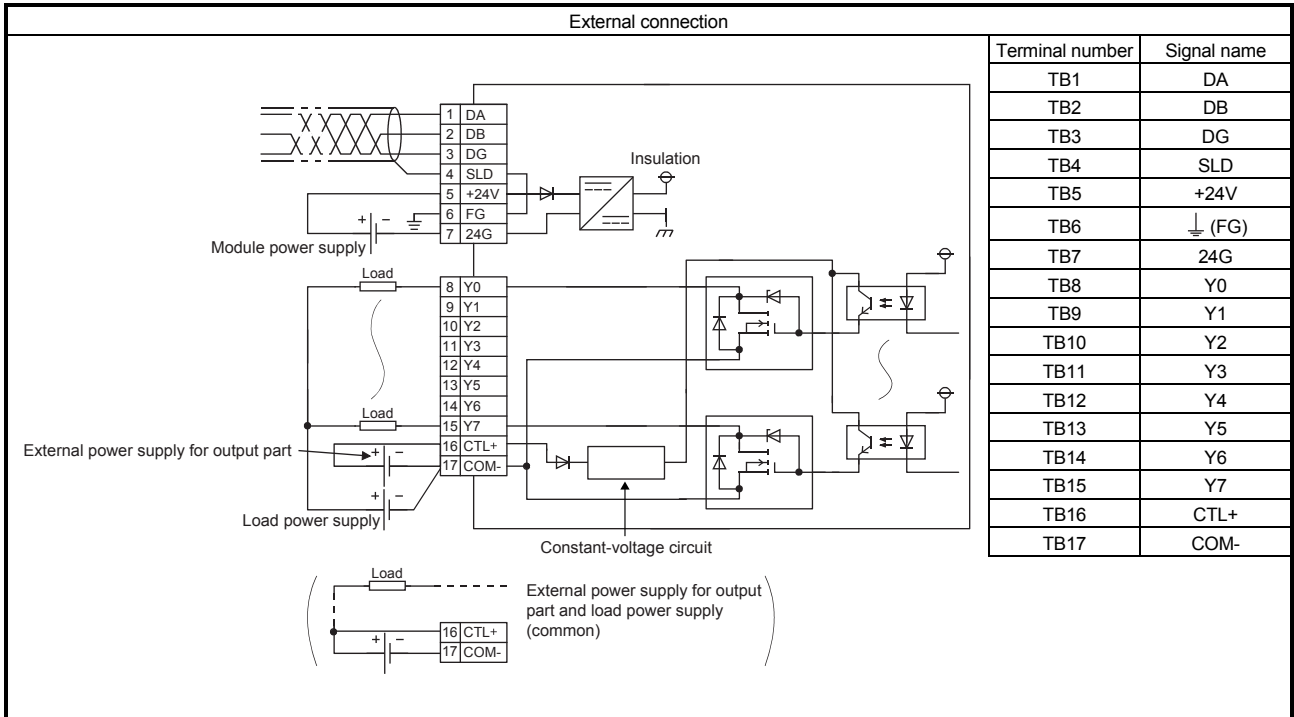 External connection
Terminal number Signal name
TB1 DA
TB2 DB
TB3 DG
TB4 SLD
TB5 +24V
TB6 ⏚ (FG)
TB7 24G
TB8 Y0
TB9 Y1
TB10 Y2
TB11 Y3
TB12 Y4
TB13 Y5
TB14 Y6
TB15 Y7
TB16 CTL+
TB17 COM-
1 DA
2 DB
3 DG
4 SLD
5 +24V
6 FG
7 24G
Insulation
+ −
Module power supply
Load
8 Y0
9 Y1
10 Y2
11 Y3
12 Y4
13 Y5
14 Y6
Load
15 Y7
16 CTL+
17 COM-
External power supply for output part
+ −
+ −
Load power supply
Constant-voltage circuit
Load
External power supply for output
part and load power supply
(common)
+ −
16 CTL+
17 COM-